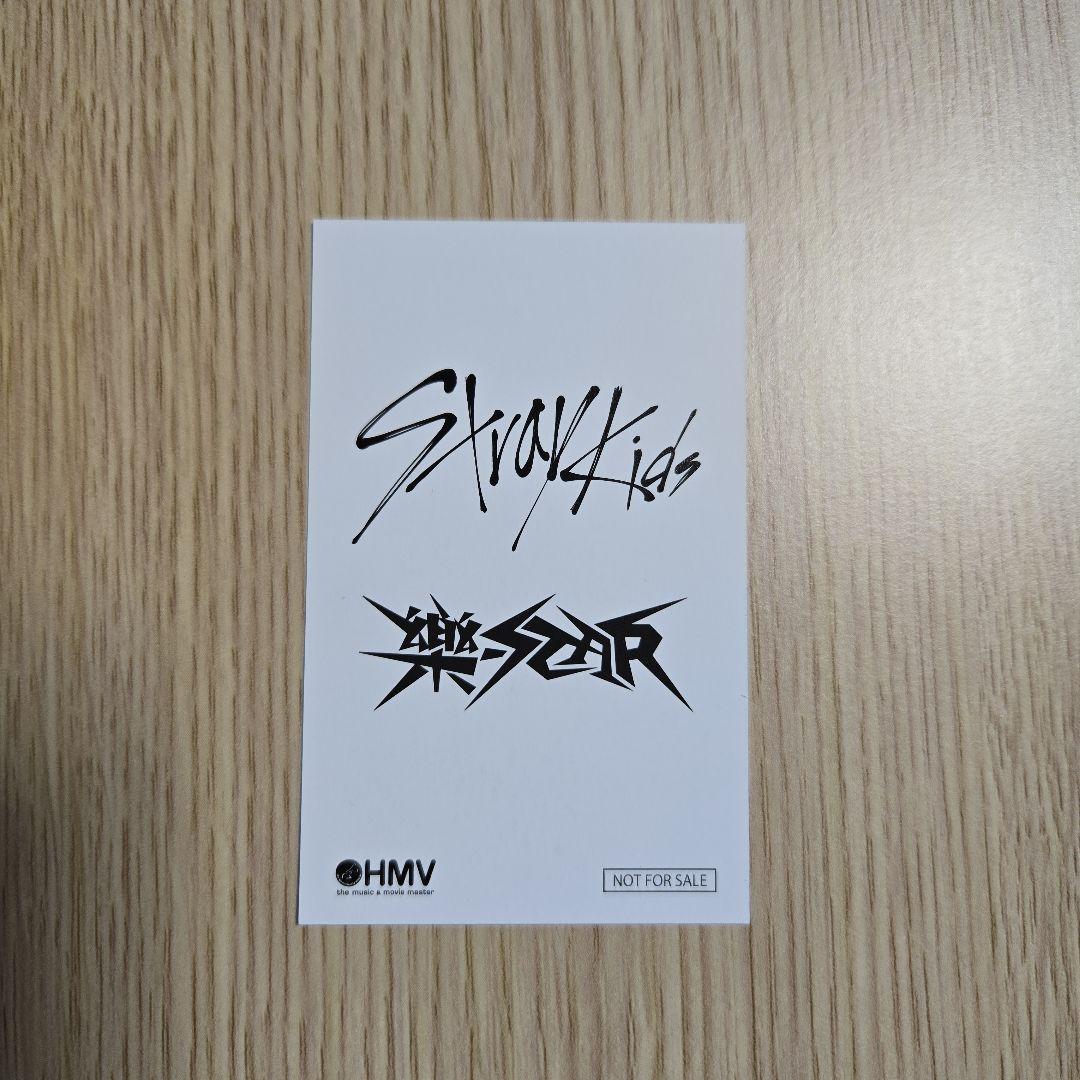 Stray Kids
樂-STAR
HMV
the music & movie master
NOT FOR SALE